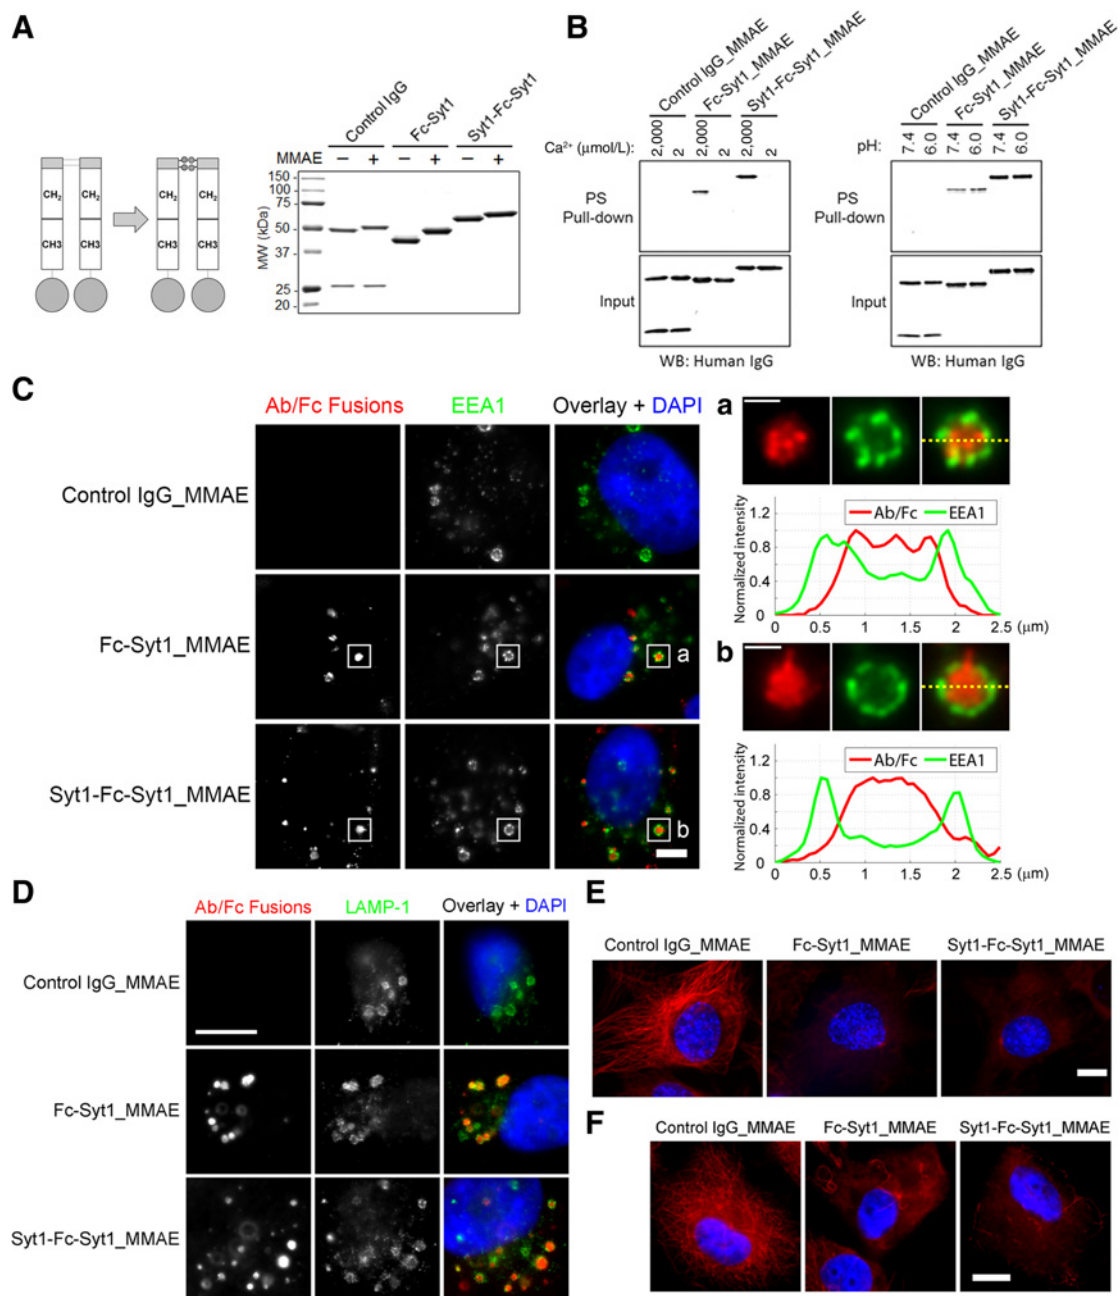 A
CH2
CH2
CH2
CH2
CH3
CH3
CH3
CH3
Control IgG
Fc-Syt1
Syt1-Fc-Syt1
MMAE − + − + − +
MW (kDa)
150
100
75
50
37
25
20
B
Control IgG_MMAE
Fc-Syt1_MMAE
Syt1-Fc-Syt1_MMAE
Ca²⁺ (μmol/L): 2,000 2 2,000 2 2,000 2
PS
Pull-down
Input
WB: Human IgG
Control IgG_MMAE
Fc-Syt1_MMAE
Syt1-Fc-Syt1_MMAE
pH: 7.4 6.0 7.4 6.0 7.4 6.0
PS
Pull-down
Input
WB: Human IgG
C
Ab/Fc Fusions EEA1 Overlay + DAPI
Control IgG_MMAE
Fc-Syt1_MMAE
a
Syt1-Fc-Syt1_MMAE
b
a
Ab/Fc EEA1
Normalized intensity
1.2
0.8
0.4
0
0 0.5 1 1.5 2 2.5 (μm)
b
Ab/Fc EEA1
Normalized intensity
1.2
0.8
0.4
0
0 0.5 1 1.5 2 2.5 (μm)
D
Ab/Fc Fusions LAMP-1 Overlay + DAPI
Control IgG_MMAE
Fc-Syt1_MMAE
Syt1-Fc-Syt1_MMAE
E
Control IgG_MMAE Fc-Syt1_MMAE Syt1-Fc-Syt1_MMAE
F
Control IgG_MMAE Fc-Syt1_MMAE Syt1-Fc-Syt1_MMAE